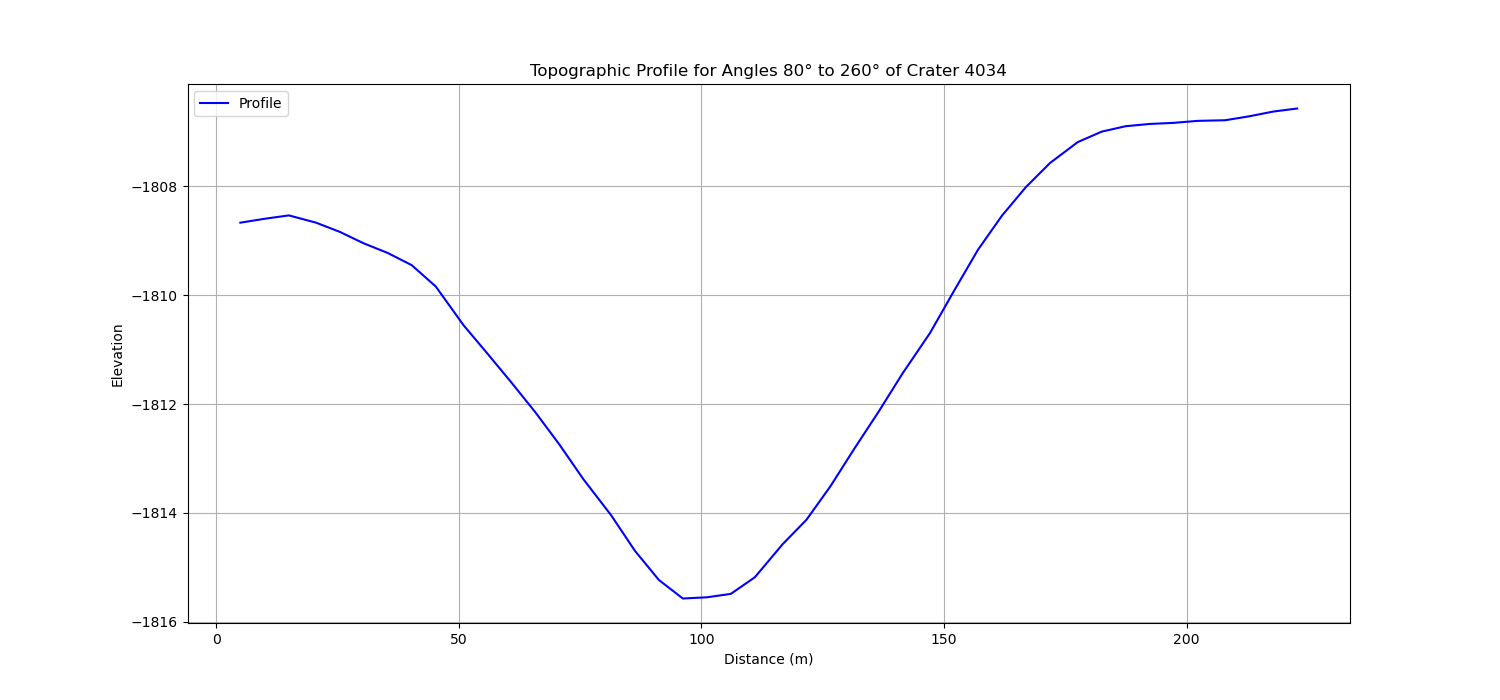 Topographic Profile for Angles 80° to 260° of Crater 4034
Profile
−1808
−1810
−1812
−1814
−1816
Elevation
0 50 100 150 200
Distance (m)